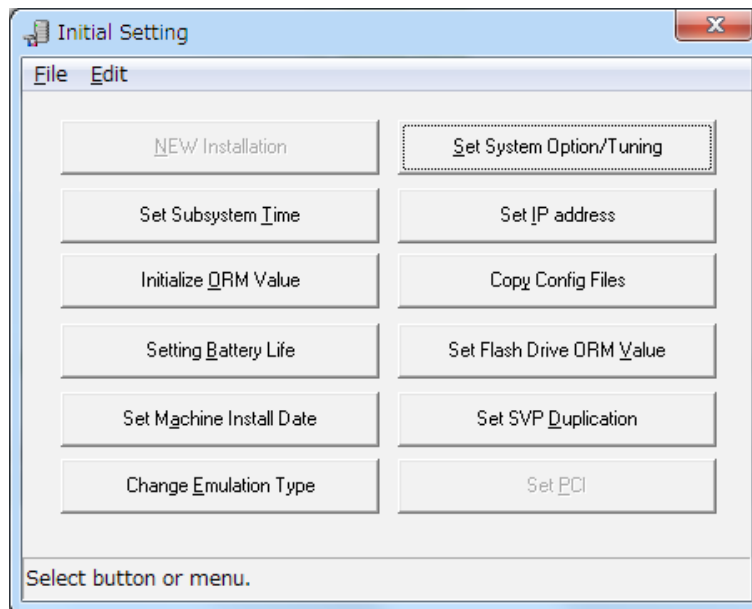 Initial Setting
File Edit
NEW Installation
Set System Option/Tuning
Set Subsystem Time
Set IP address
Initialize ORM Value
Copy Config Files
Setting Battery Life
Set Flash Drive ORM Value
Set Machine Install Date
Set SVP Duplication
Change Emulation Type
Set PCI
Select button or menu.